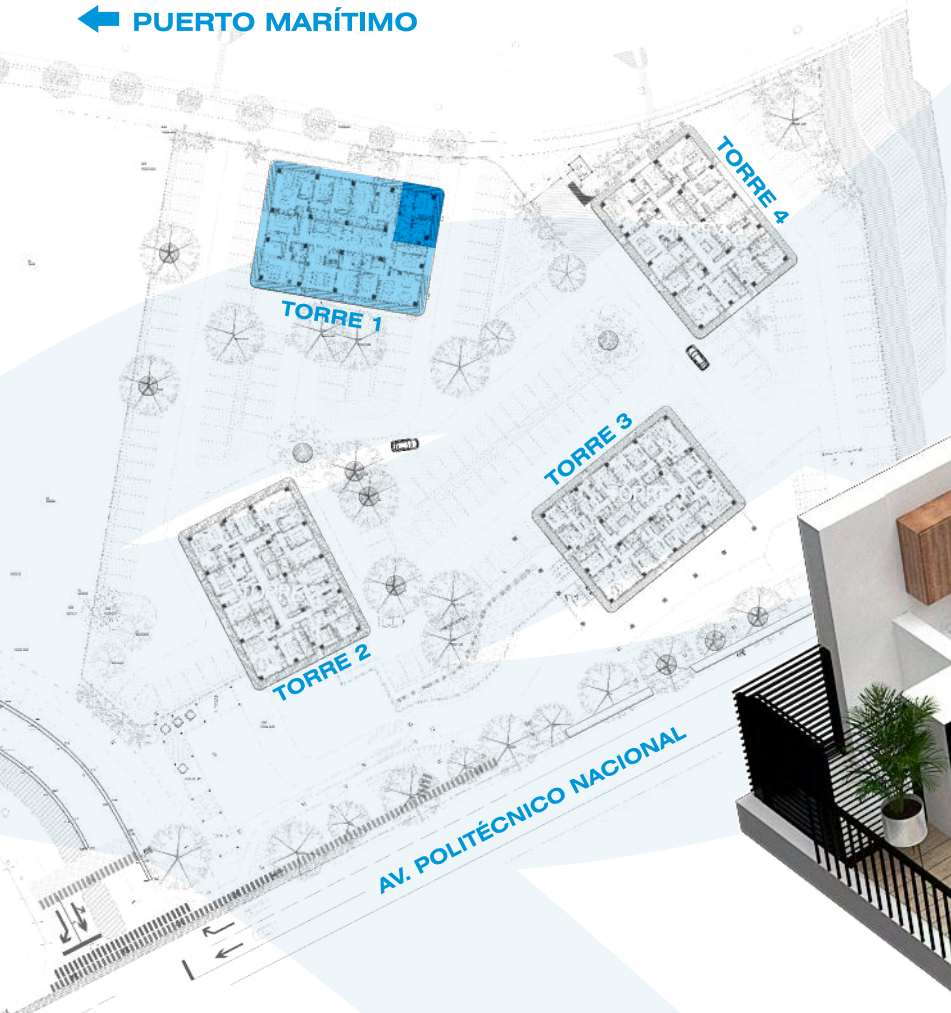 PUERTO MARÍTIMO
TORRE 4
TORRE 1
TORRE 3
TORRE 2
AV. POLITÉCNICO NACIONAL